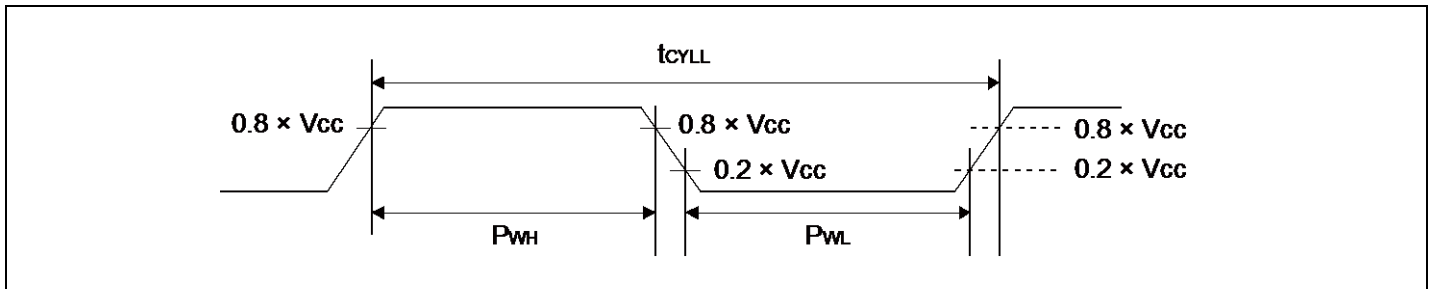 tCYLL
0.8 × VCC
0.8 × VCC
0.8 × VCC
0.2 × VCC
0.2 × VCC
PWH
PWL